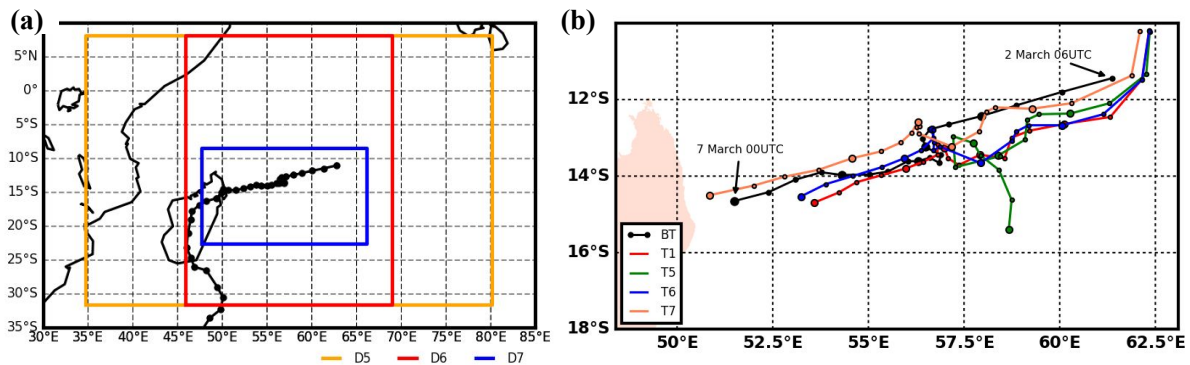 (a)
5°N
0°
5°S
10°S
15°S
20°S
25°S
30°S
35°S
30°E 35°E 40°E 45°E 50°E 55°E 60°E 65°E 70°E 75°E 80°E 85°E
D5 D6 D7
(b)
2 March 06UTC
12°S
7 March 00UTC
14°S
16°S
18°S
BT
T1
T5
T6
T7
50°E 52.5°E 55°E 57.5°E 60°E 62.5°E